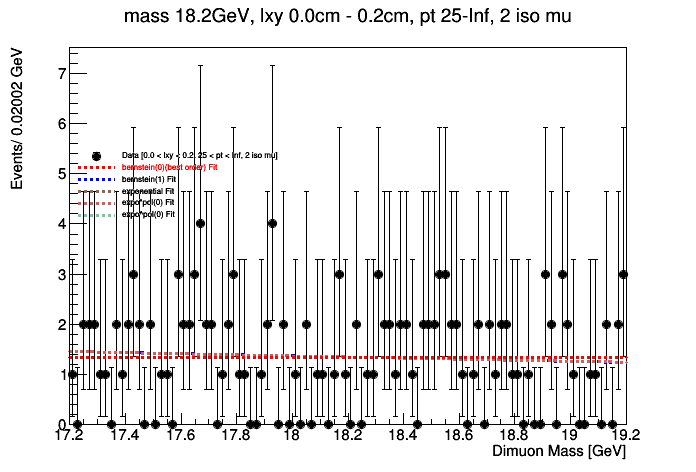 mass 18.2GeV, lxy 0.0cm - 0.2cm, pt 25-Inf, 2 iso mu
Events/ 0.02002 GeV
7
6
5
4
3
2
1
0
Data [0.0 < lxy < 0.2, 25 < pt < Inf, 2 iso mu]
bernstein(0)(best order) Fit
bernstein(1) Fit
exponential Fit
expo*pol(0) Fit
expo*pol(0) Fit
17.2 17.4 17.6 17.8 18 18.2 18.4 18.6 18.8 19 19.2
Dimuon Mass [GeV]